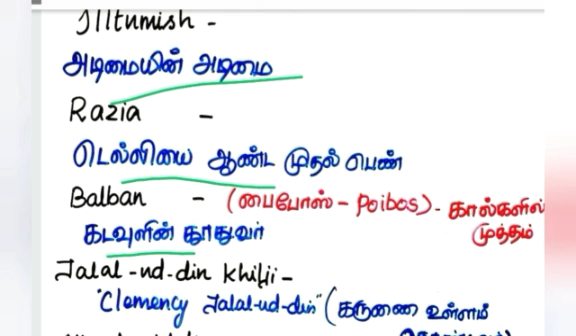 Illtumish -
அடிமையின் அடிமை
Razia -
டெல்லியை ஆண்ட முதல் பெண்
Balban - (பைபோஸ் - Poibos) - கால்களில்
கடவுளின் தூதுவர் முத்தம்
Jalal-ud-din Khilji -
"Clemency Jalal-ud-din" (கருணை உள்ளம்